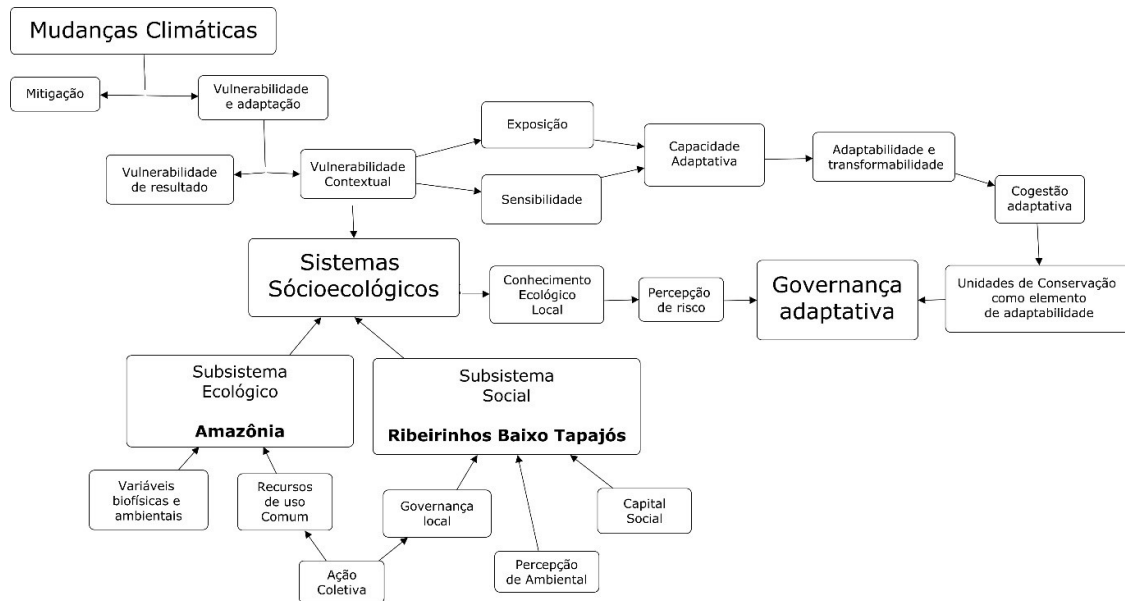 Mudanças Climáticas
Mitigação
Vulnerabilidade
e adaptação
Vulnerabilidade
de resultado
Vulnerabilidade
Contextual
Exposição
Sensibilidade
Capacidade
Adaptativa
Adaptabilidade e
transformabilidade
Cogestão
adaptativa
Sistemas
Sócioecológicos
Conhecimento
Ecológico
Local
Percepção
de risco
Governança
adaptativa
Unidades de Conservação
como elemento
de adaptabilidade
Subsistema
Ecológico
Amazônia
Subsistema
Social
Ribeirinhos Baixo Tapajós
Variáveis
biofísicas e
ambientais
Recursos
de uso
Comum
Governança
local
Capital
Social
Ação
Coletiva
Percepção
de Ambiental